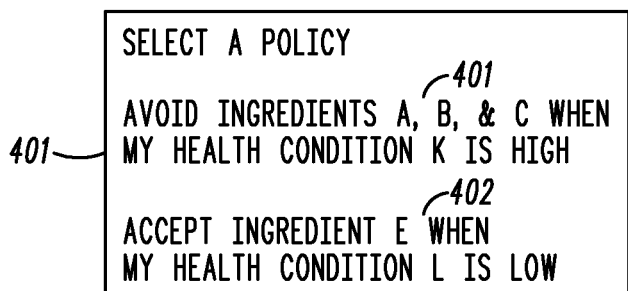 SELECT A POLICY
401
AVOID INGREDIENTS A, B, & C WHEN
401 MY HEALTH CONDITION K IS HIGH
402
ACCEPT INGREDIENT E WHEN
MY HEALTH CONDITION L IS LOW